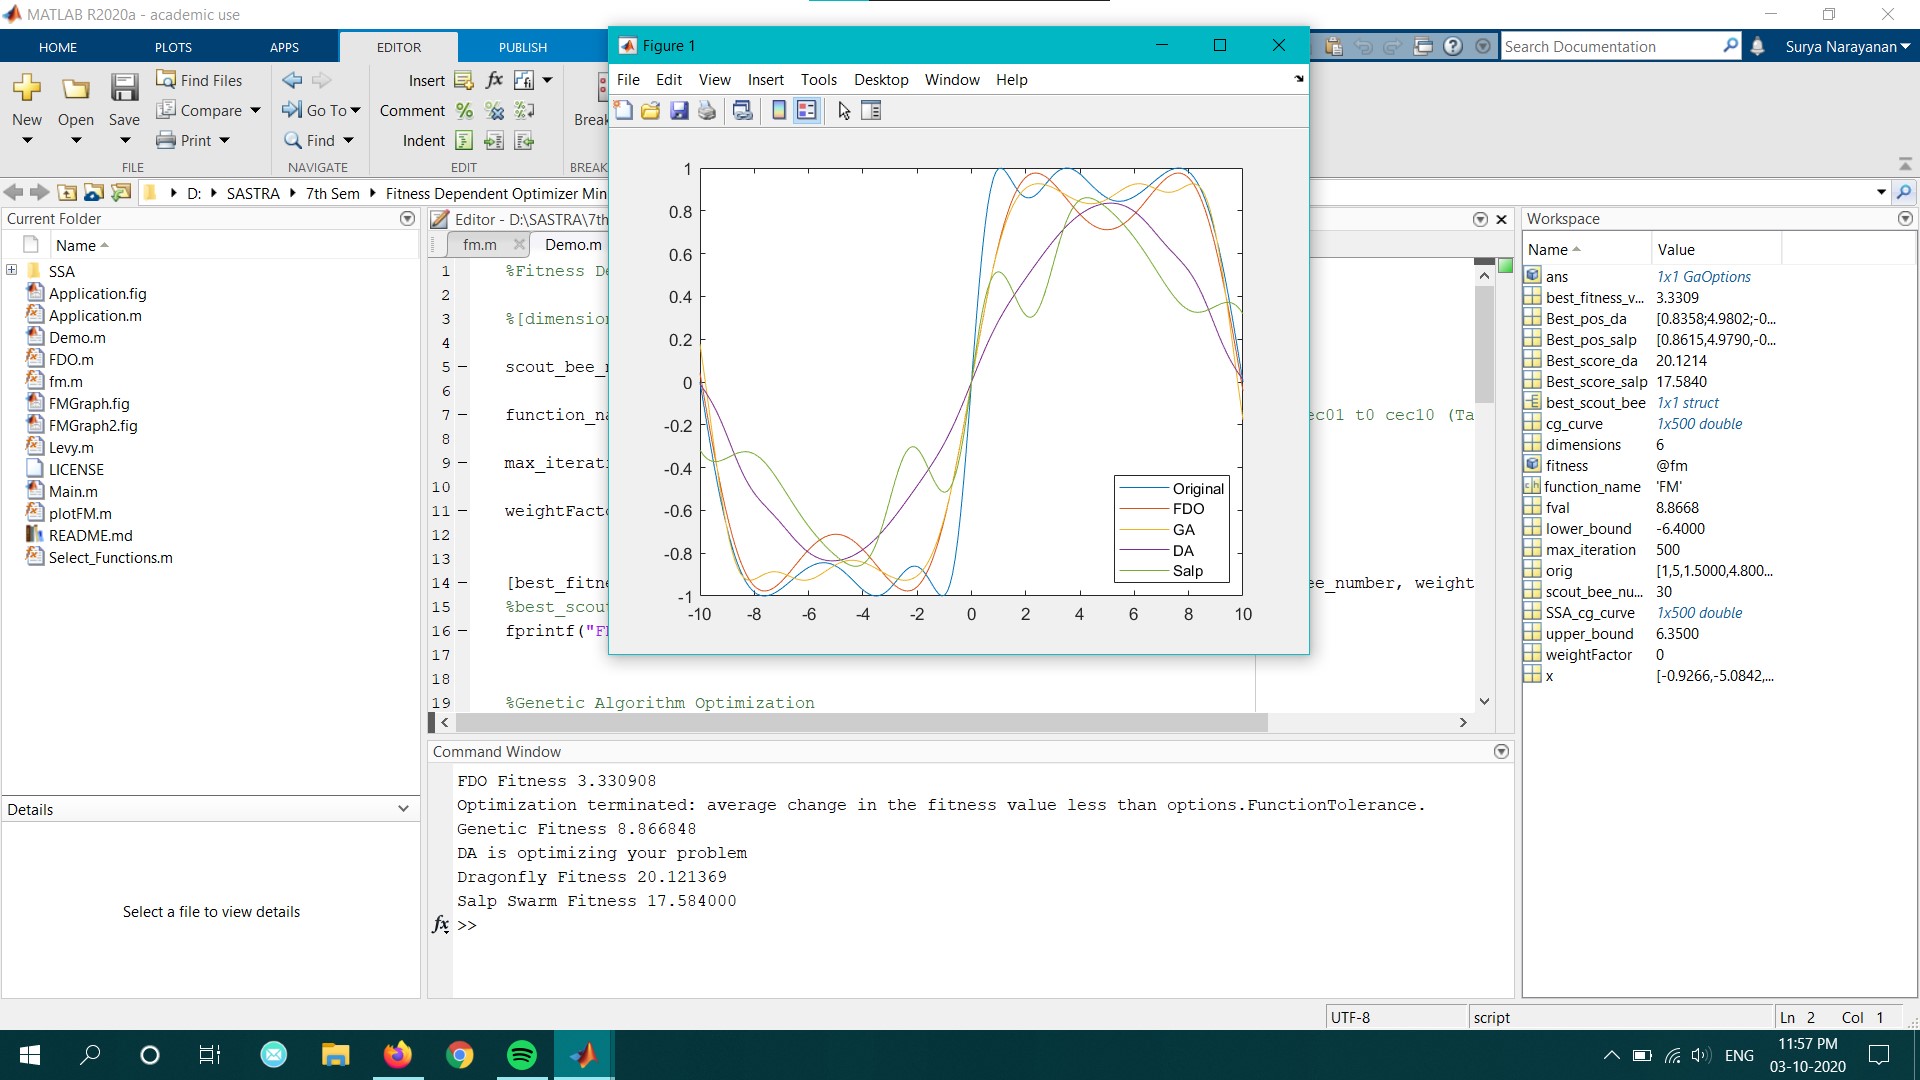 MATLAB R2020a - academic use
HOME PLOTS APPS EDITOR PUBLISH
Search Documentation
Surya Narayanan
New
Open
Save
Find Files
Compare
Print
FILE
Go To
Find
NAVIGATE
Insert
Comment
Indent
EDIT
fx
fi
Break
BREAK
D: SASTRA 7th Sem Fitness Dependent Optimizer Min
Current Folder
Name
SSA
Application.fig
Application.m
Demo.m
FDO.m
fm.m
FMGraph.fig
FMGraph2.fig
Levy.m
LICENSE
Main.m
plotFM.m
README.md
Select_Functions.m
Details
Select a file to view details
Editor - D:\SASTRA\7th
fm.m Demo.m
1 %Fitness De
2
3 %[dimension
4
5 scout_bee_n
6
7 function_na ec01 t0 cec10 (Ta
8
9 max_iterati
10
11 weightFacto
12
13
14 [best_fitne ee_number, weight
15 %best_scout
16 fprintf("F
17
18
19 %Genetic Algorithm Optimization
Figure 1
File Edit View Insert Tools Desktop Window Help
1
0.8
0.6
0.4
0.2
0
-0.2
-0.4
-0.6
-0.8
-1
-10 -8 -6 -4 -2 0 2 4 6 8 10
Original
FDO
GA
DA
Salp
Command Window
FDO Fitness 3.330908
Optimization terminated: average change in the fitness value less than options.FunctionTolerance.
Genetic Fitness 8.866848
DA is optimizing your problem
Dragonfly Fitness 20.121369
Salp Swarm Fitness 17.584000
fx >>
Workspace
Name Value
ans 1x1 GaOptions
best_fitness_v... 3.3309
Best_pos_da [0.8358;4.9802;-0...
Best_pos_salp [0.8615,4.9790,-0...
Best_score_da 20.1214
Best_score_salp 17.5840
best_scout_bee 1x1 struct
cg_curve 1x500 double
dimensions 6
fitness @fm
function_name 'FM'
fval 8.8668
lower_bound -6.4000
max_iteration 500
orig [1,5,1.5000,4.800...
scout_bee_nu... 30
SSA_cg_curve 1x500 double
upper_bound 6.3500
weightFactor 0
x [-0.9266,-5.0842,...
UTF-8 script Ln 2 Col 1
ENG
11:57 PM
03-10-2020